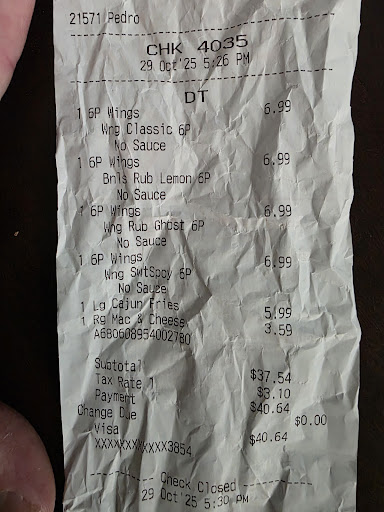 21571 Pedro
CHK 4035
29 Oct'25 5:26 PM
DT
1 6P Wings 6.99
Wng Classic 6P
No Sauce
1 6P Wings 6.99
Bnls Rub Lemon 6P
No Sauce
1 6P Wings 6.99
Wng Rub Ghost 6P
No Sauce
1 6P Wings 6.99
Wng SwtSpcy 6P
No Sauce
1 Lg Cajun Fries 5.99
1 Rg Mac & Cheese 3.59
A680608954002780
Subtotal $37.54
Tax Rate 1 $3.10
Payment $40.64
Change Due $0.00
Visa $40.64
XXXXXXXXXXXX3854
Check Closed
29 Oct'25 5:30 PM